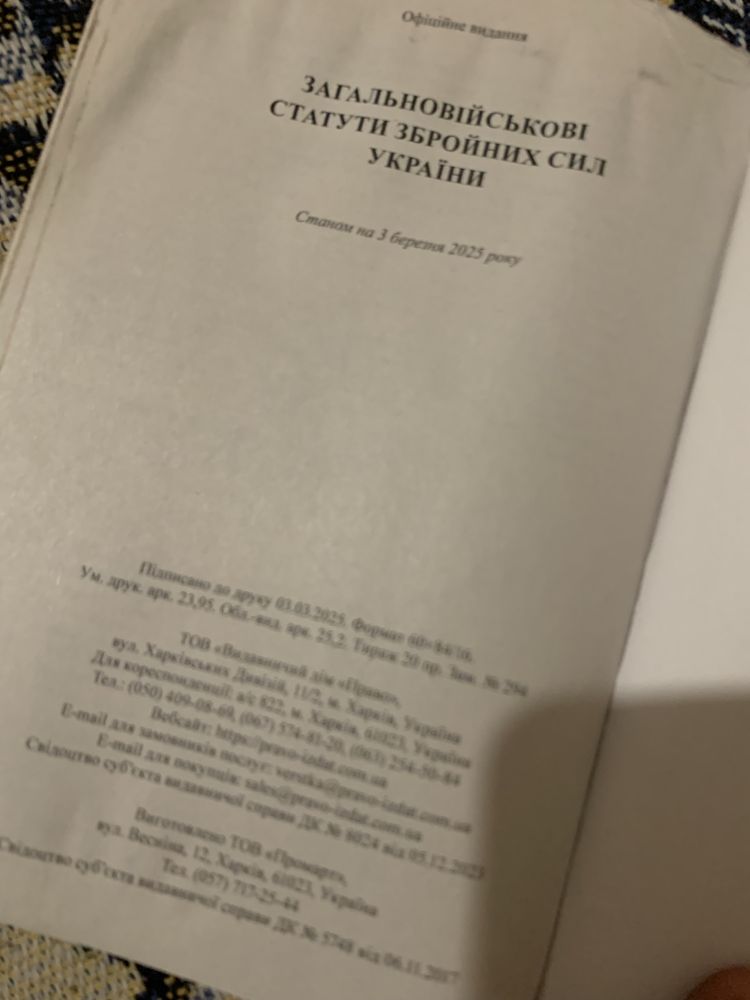 Офіційне видання
ЗАГАЛЬНОВІЙСЬКОВІ
СТАТУТИ ЗБРОЙНИХ СИЛ
УКРАЇНИ
Станом на 3 березня 2025 року
Підписано до друку 03.03.2025. Формат 60×84/16.
Ум. друк. арк. 23,95. Обл.-вид. арк. 25,2. Тираж 20 пр. Зам. № 294
ТОВ «Видавничий дім «Право»,
вул. Харківських Дивізій, 11/2, м. Харків, Україна
Для кореспонденції: а/с 822, м. Харків, 61023, Україна
Тел.: (050) 409-08-69, (067) 574-81-20, (063) 254-50-84
Вебсайт: https://pravo-izdat.com.ua
E-mail для замовників послуг: verstka@pravo-izdat.com.ua
E-mail для покупців: sales@pravo-izdat.com.ua
Свідоцтво суб'єкта видавничої справи ДК № 8024 від 05.12.2023
Виготовлено ТОВ «Промарт»,
вул. Весніна, 12, Харків, 61023, Україна
Тел. (057) 717-25-44
Свідоцтво суб'єкта видавничої справи ДК № 5748 від 06.11.2017